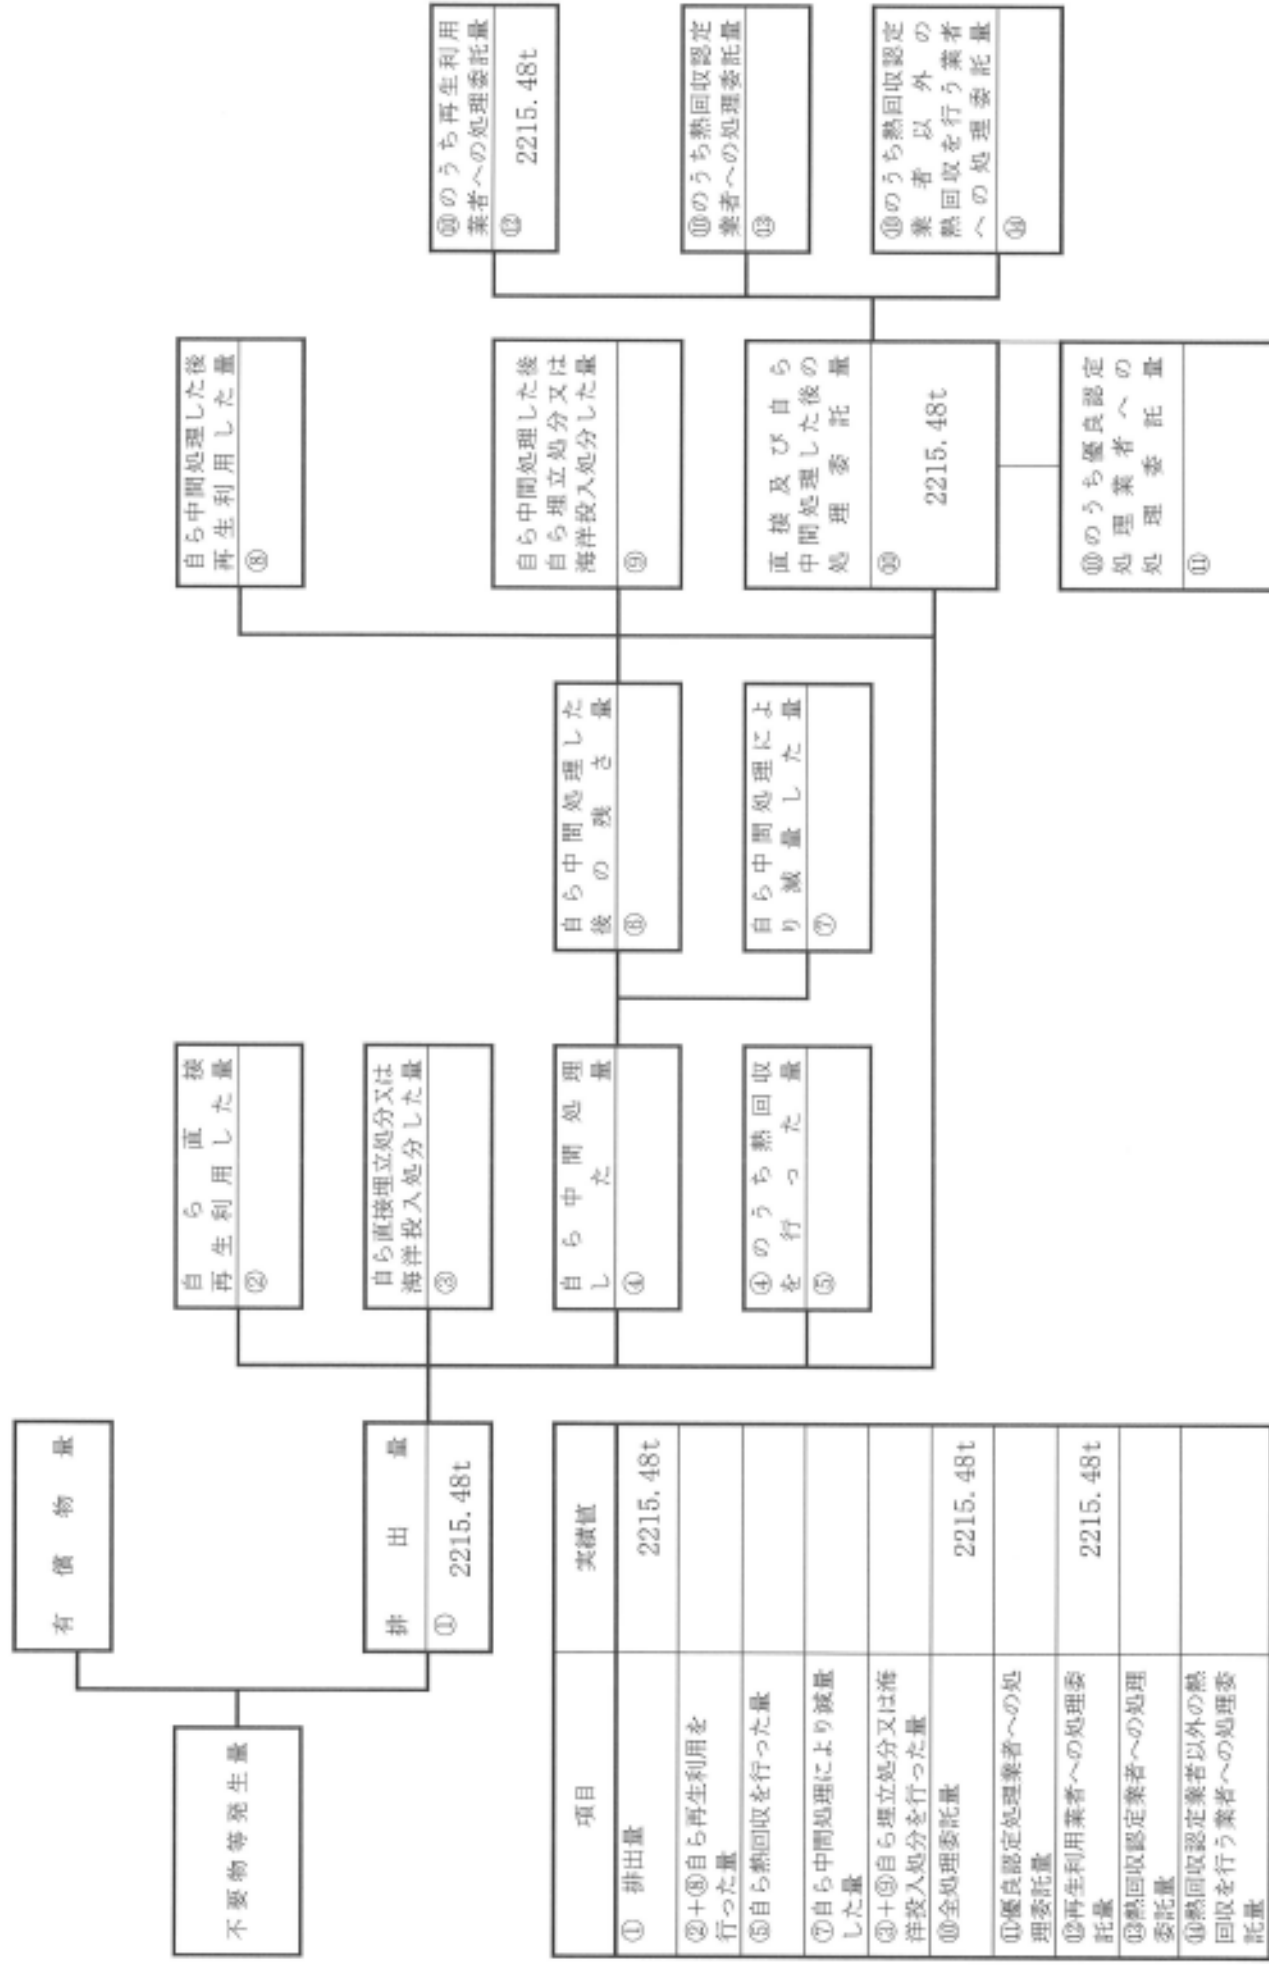 不要物等発生量
有償物量
排出量
① 2215.48t
自ら直接
再生利用した量
②
自ら直接埋立処分又は
海洋投入処分した量
③
自ら中間処理
した量
④
④のうち熱回収
を行った量
⑤
自ら中間処理した
後の残さ量
⑥
自ら中間処理によ
り減量した量
⑦
自ら中間処理した後
再生利用した量
⑧
自ら中間処理した後
自ら埋立処分又は
海洋投入処分した量
⑨
直接及び自ら
中間処理した後の
処理委託量
⑩
2215.48t
⑩のうち優良認定
処理業者への
処理委託量
⑪
⑩のうち再生利用
業者への処理委託量
⑫
2215.48t
⑩のうち熱回収認定
業者への処理委託量
⑬
⑩のうち熱回収認定
業者以外の
熱回収を行う業者
への処理委託量
⑭
項目 実績値
① 排出量 2215.48t
②+⑧自ら再生利用を
行った量
⑤自ら熱回収を行った量
⑦自ら中間処理により減量
した量
③+⑨自ら埋立処分又は海
洋投入処分を行った量
⑩全処理委託量 2215.48t
⑪優良認定処理業者への処
理委託量
⑫再生利用業者への処理委
託量 2215.48t
⑬熱回収認定業者への処理
委託量
⑭熱回収認定業者以外の熱
回収を行う業者への処理委
託量